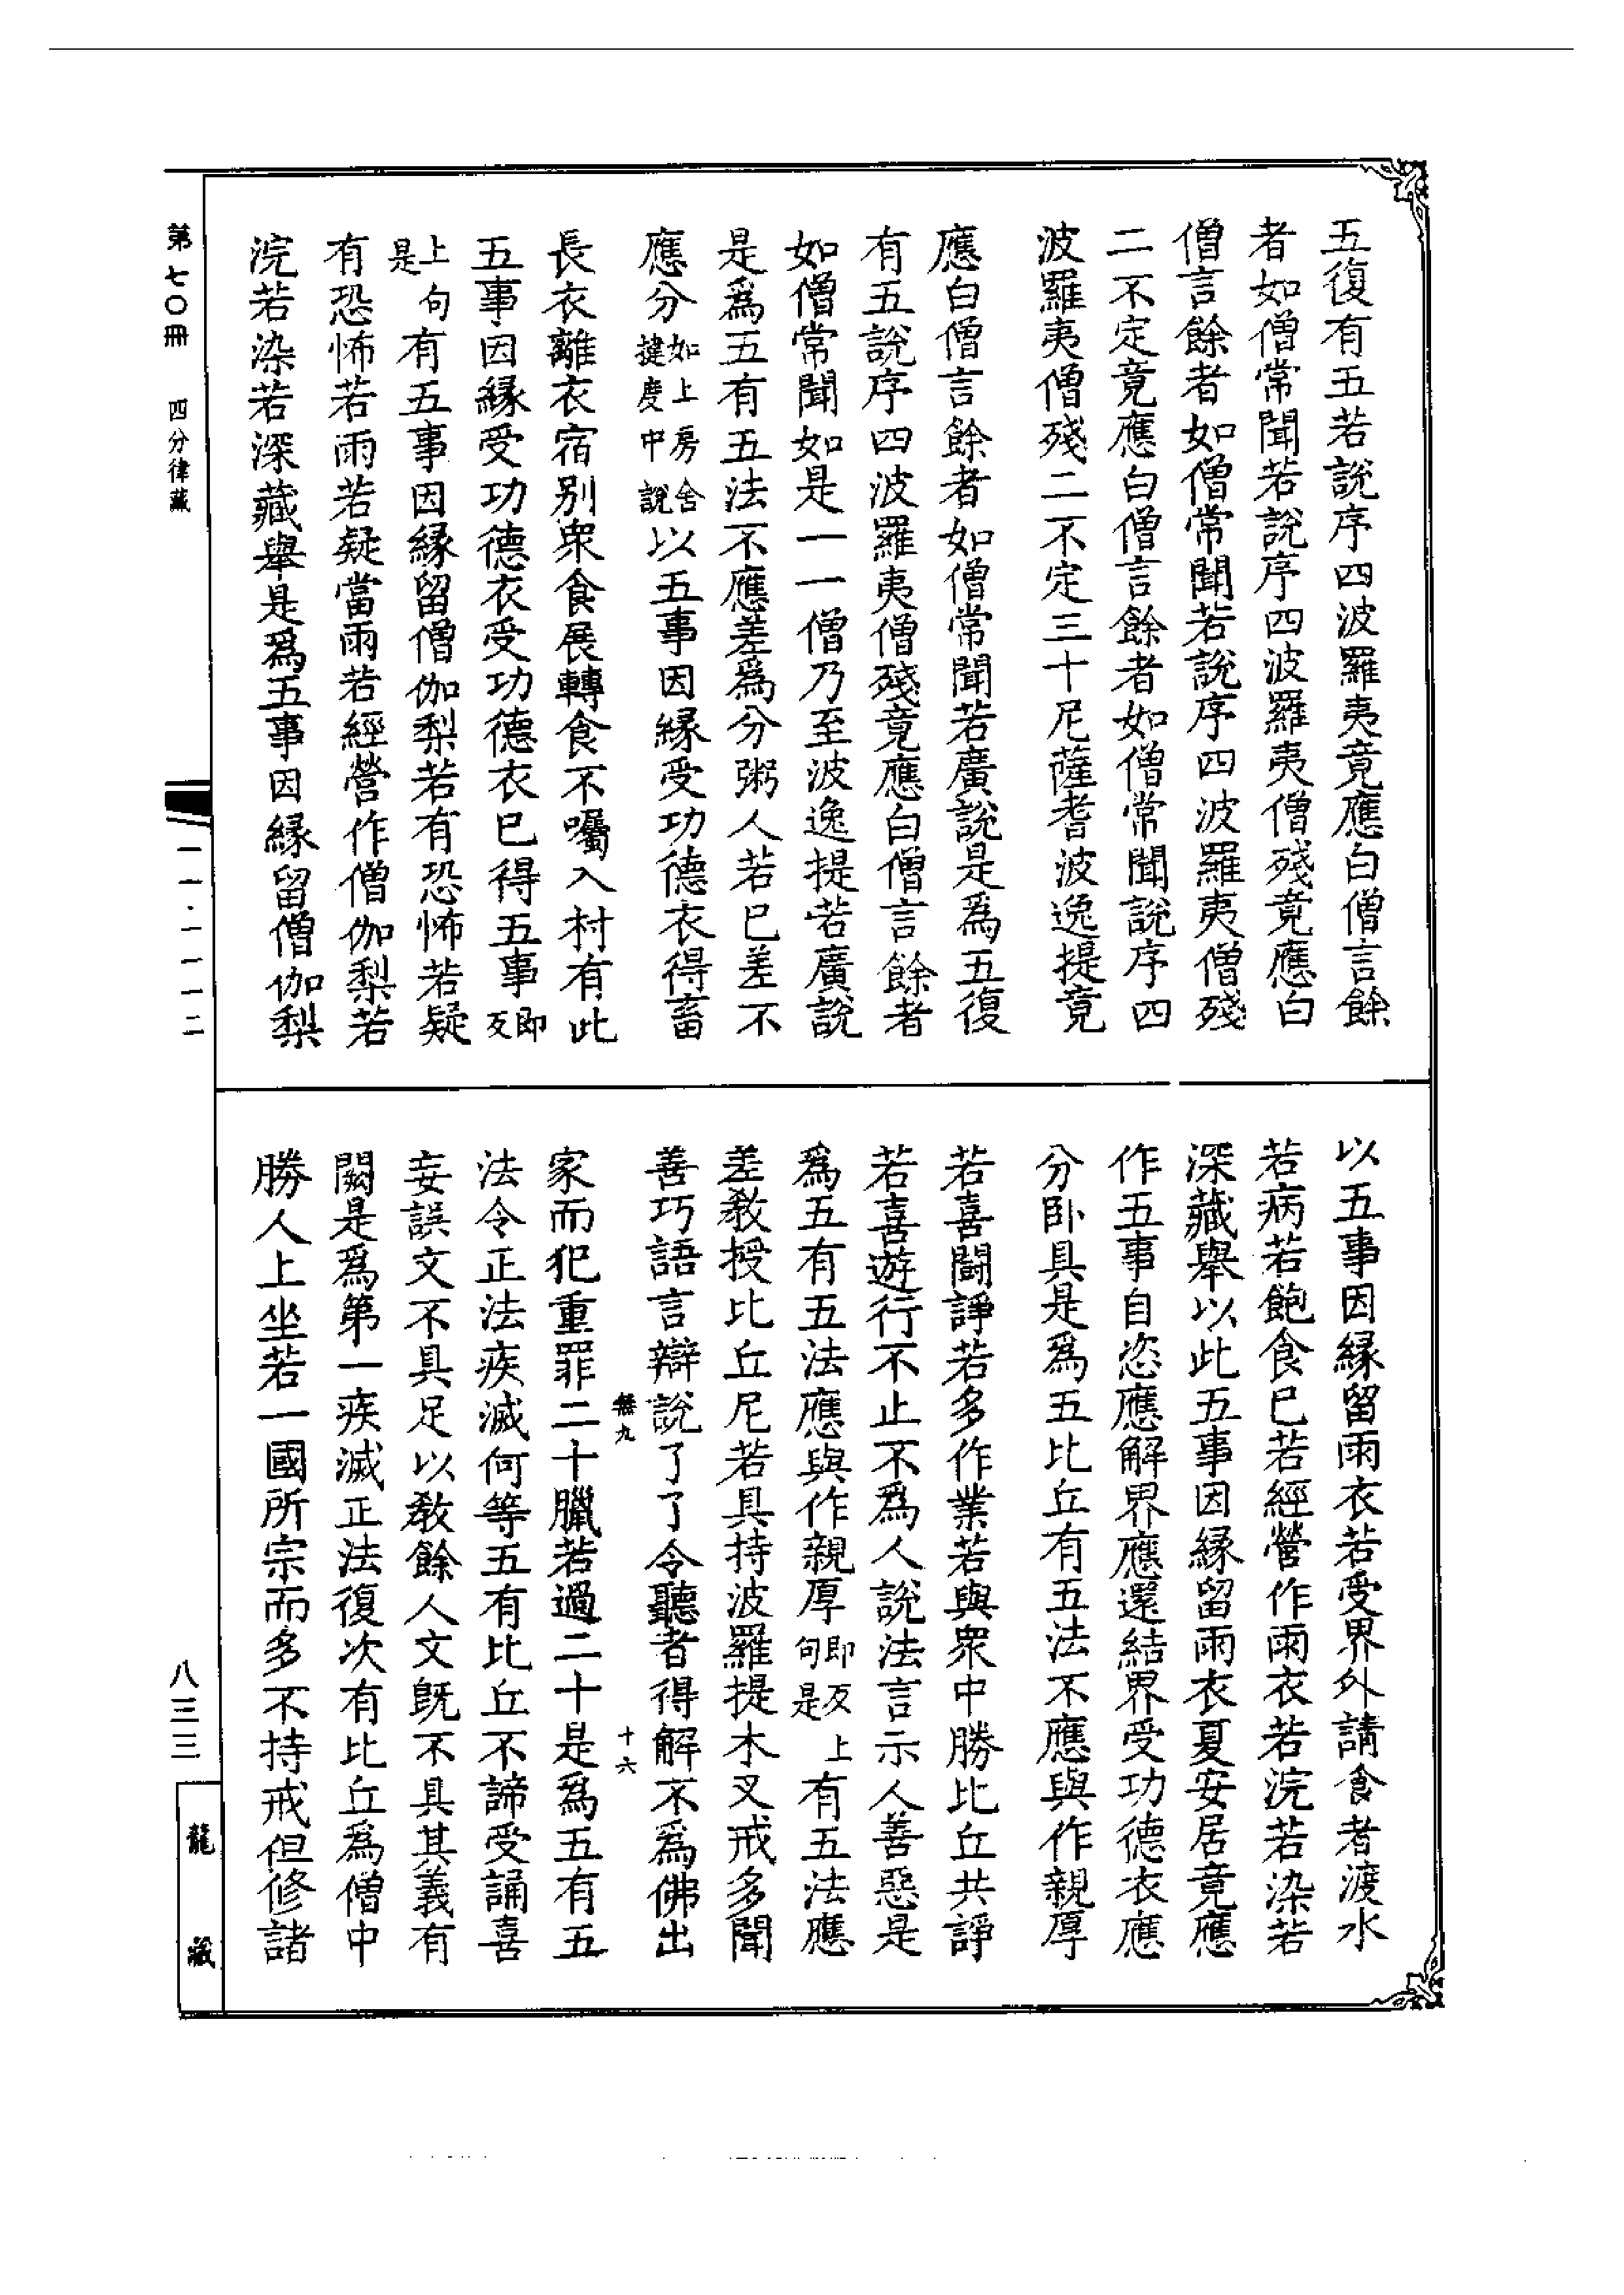 五復有五若說序四波羅夷竟應白僧言餘
者如僧常聞若說序四波羅夷僧殘竟應白
僧言餘者如僧常聞若說序四波羅夷僧殘
二不定竟應白僧言餘者如僧常聞說序四
波羅夷僧殘二不定三十尼薩耆波逸提竟
應白僧言餘者如僧常聞若廣說是為五復
有五說序四波羅夷僧殘竟應白僧言餘者
如僧常聞如是一一僧乃至波逸提若廣說
是爲五有五法不應差爲分粥人若已差不
應分如上房舍揵度中說以五事因緣受功德衣得畜
長衣離衣宿別衆食展轉食不囑入村有此
五事因緣受功德衣受功德衣已得五事即反
上句是有五事因緣留僧伽梨若有恐怖若疑
有恐怖若雨若疑當雨若經營作僧伽梨若
浣若染若深藏舉是爲五事因緣留僧伽梨
以五事因緣留雨衣若受界外請食者渡水
若病若飽食已若經營作雨衣若浣若染若
深藏舉以此五事因緣留雨衣夏安居竟應
作五事自恣應解界應還結界受功德衣應
分臥具是爲五比丘有五法不應與作親厚
若喜鬪諍若多作業若與衆中勝比丘共諍
若喜遊行不止不爲人說法言示人善惡是
爲五有五法應與作親厚即反上句是有五法應
差教授比丘尼若具持波羅提木叉戒多聞
善巧語言辯說了了令聽者得解不爲佛出
無九
十六
家而犯重罪二十臘若過二十是爲五有五
法令正法疾滅何等五有比丘不諦受誦喜
妄誤文不具足以教餘人文既不具其義有
闕是爲第一疾滅正法復次有比丘爲僧中
勝人上坐若一國所宗而多不持戒但修諸
第七〇冊
四分律藏
一一·二一一二
八三三
龍藏